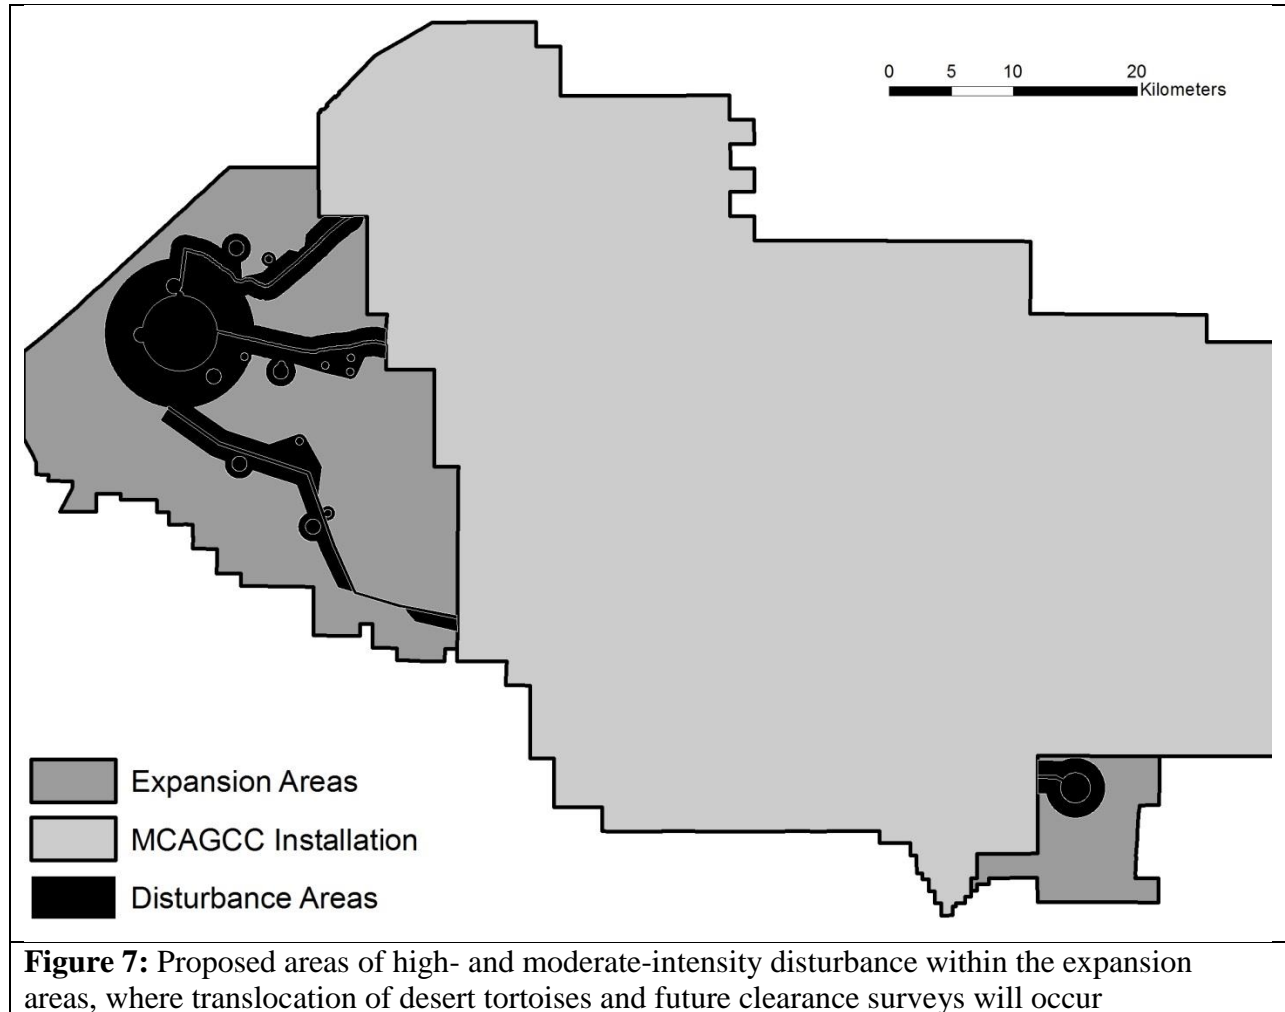 0 5 10 20
Kilometers
Expansion Areas
MCAGCC Installation
Disturbance Areas
Figure 7: Proposed areas of high- and moderate-intensity disturbance within the expansion
areas, where translocation of desert tortoises and future clearance surveys will occur